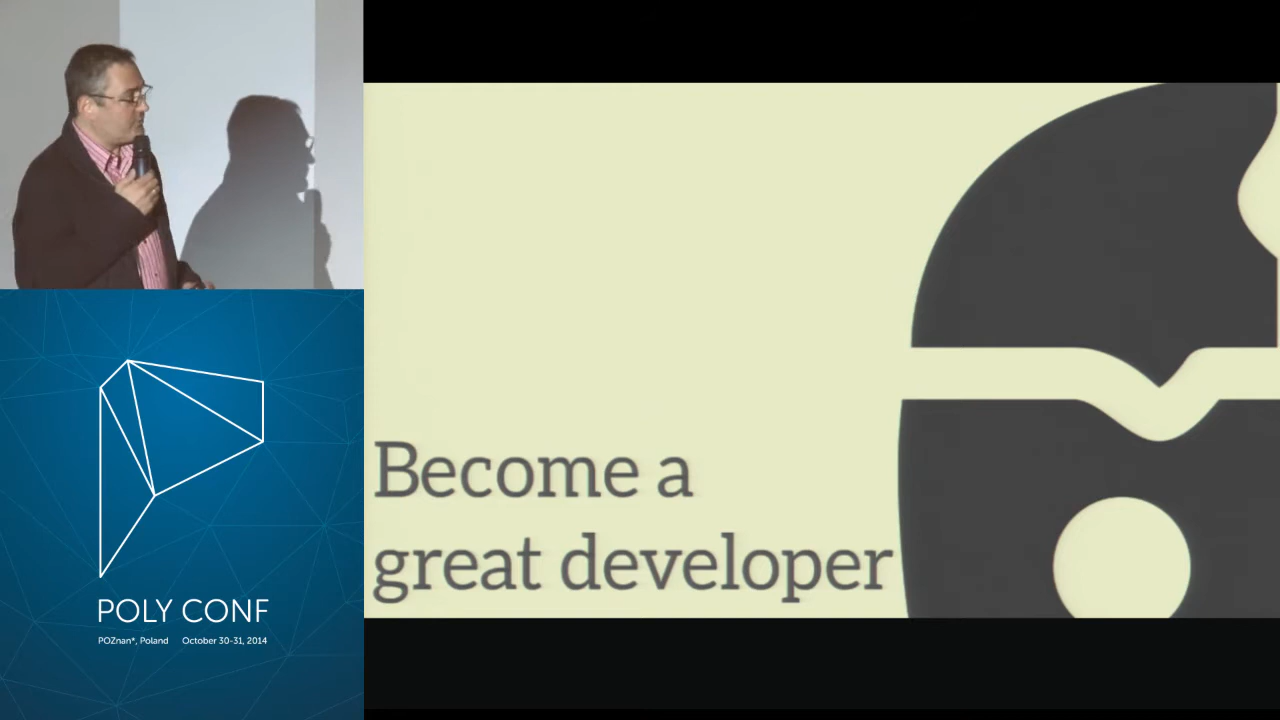 Become a
great developer
POLY CONF
POZnan*, Poland October 30-31, 2014